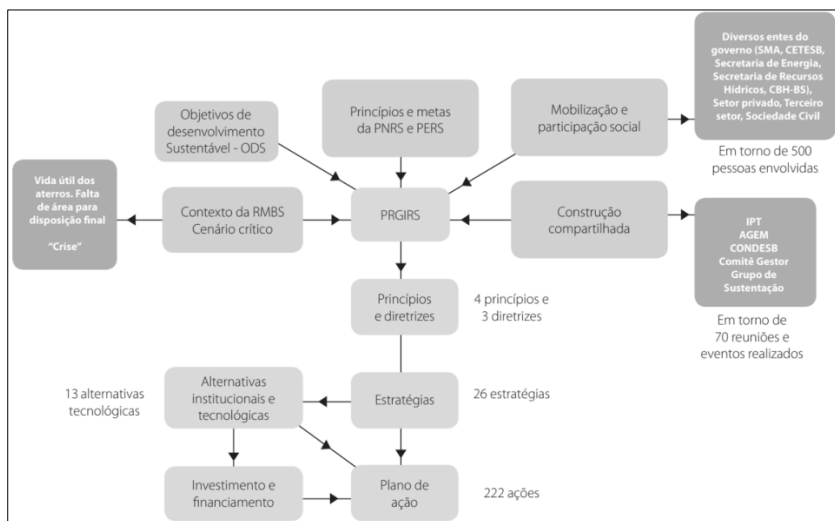 Diversos entes do
governo (SMA, CETESB,
Secretaria de Energia,
Secretaria de Recursos
Hídricos, CBH-BS),
Setor privado, Terceiro
setor, Sociedade Civil
Objetivos de
desenvolvimento
Sustentável - ODS
Princípios e metas
da PNRS e PERS
Mobilização e
participação social
Em torno de 500
pessoas envolvidas
Vida útil dos
aterros. Falta
de área para
disposição final
"Crise"
Contexto da RMBS
Cenário crítico
PRGIRS
Construção
compartilhada
IPT
AGEM
CONDESB
Comitê Gestor
Grupo de
Sustentação
Em torno de
70 reuniões e
eventos realizados
Princípios
e diretrizes
4 princípios e
3 diretrizes
13 alternativas
tecnológicas
Alternativas
institucionais e
tecnológicas
Estratégias
26 estratégias
Investimento e
financiamento
Plano de
ação
222 ações